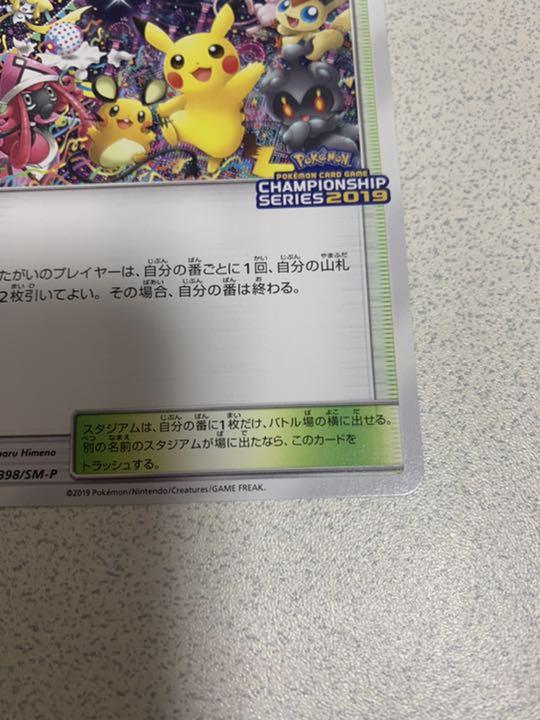 POKÉMON
POKÉMON CARD GAME
CHAMPIONSHIP
SERIES 2019
たがいのプレイヤーは、自分の番ごとに1回、自分の山札
2枚引いてよい。その場合、自分の番は終わる。
スタジアムは、自分の番に1枚だけ、バトル場の横に出せる。
別の名前のスタジアムが場に出たなら、このカードを
トラッシュする。
Himeno
398/SM-P
©2019 Pokémon/Nintendo/Creatures/GAME FREAK.